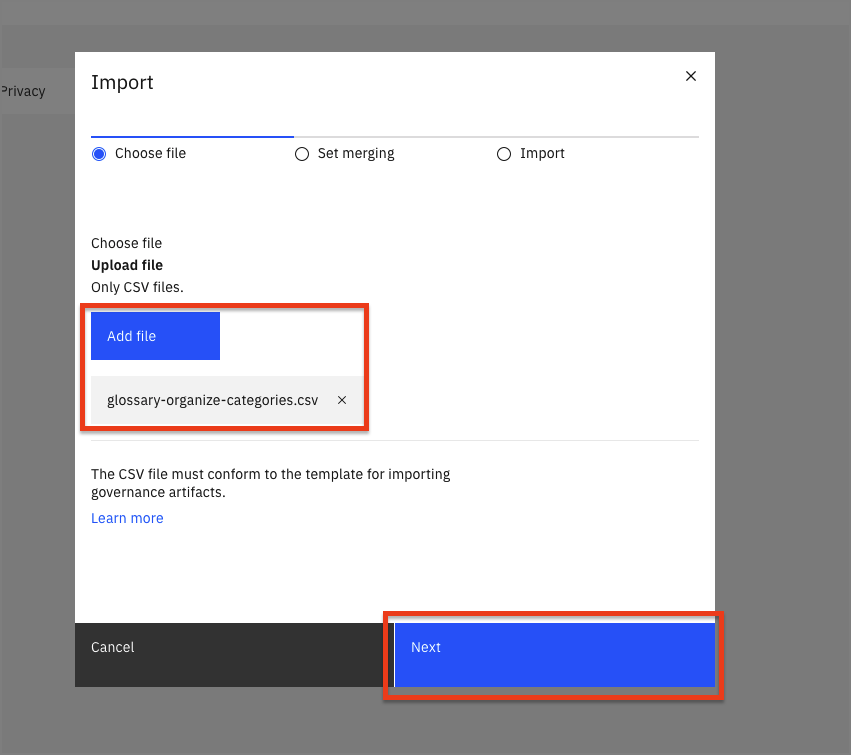 Import
Privacy
Choose file
Set merging
Import
Choose file
Upload file
Only CSV files.
Add file
glossary-organize-categories.csv
The CSV file must conform to the template for importing
governance artifacts.
Learn more
Cancel
Next